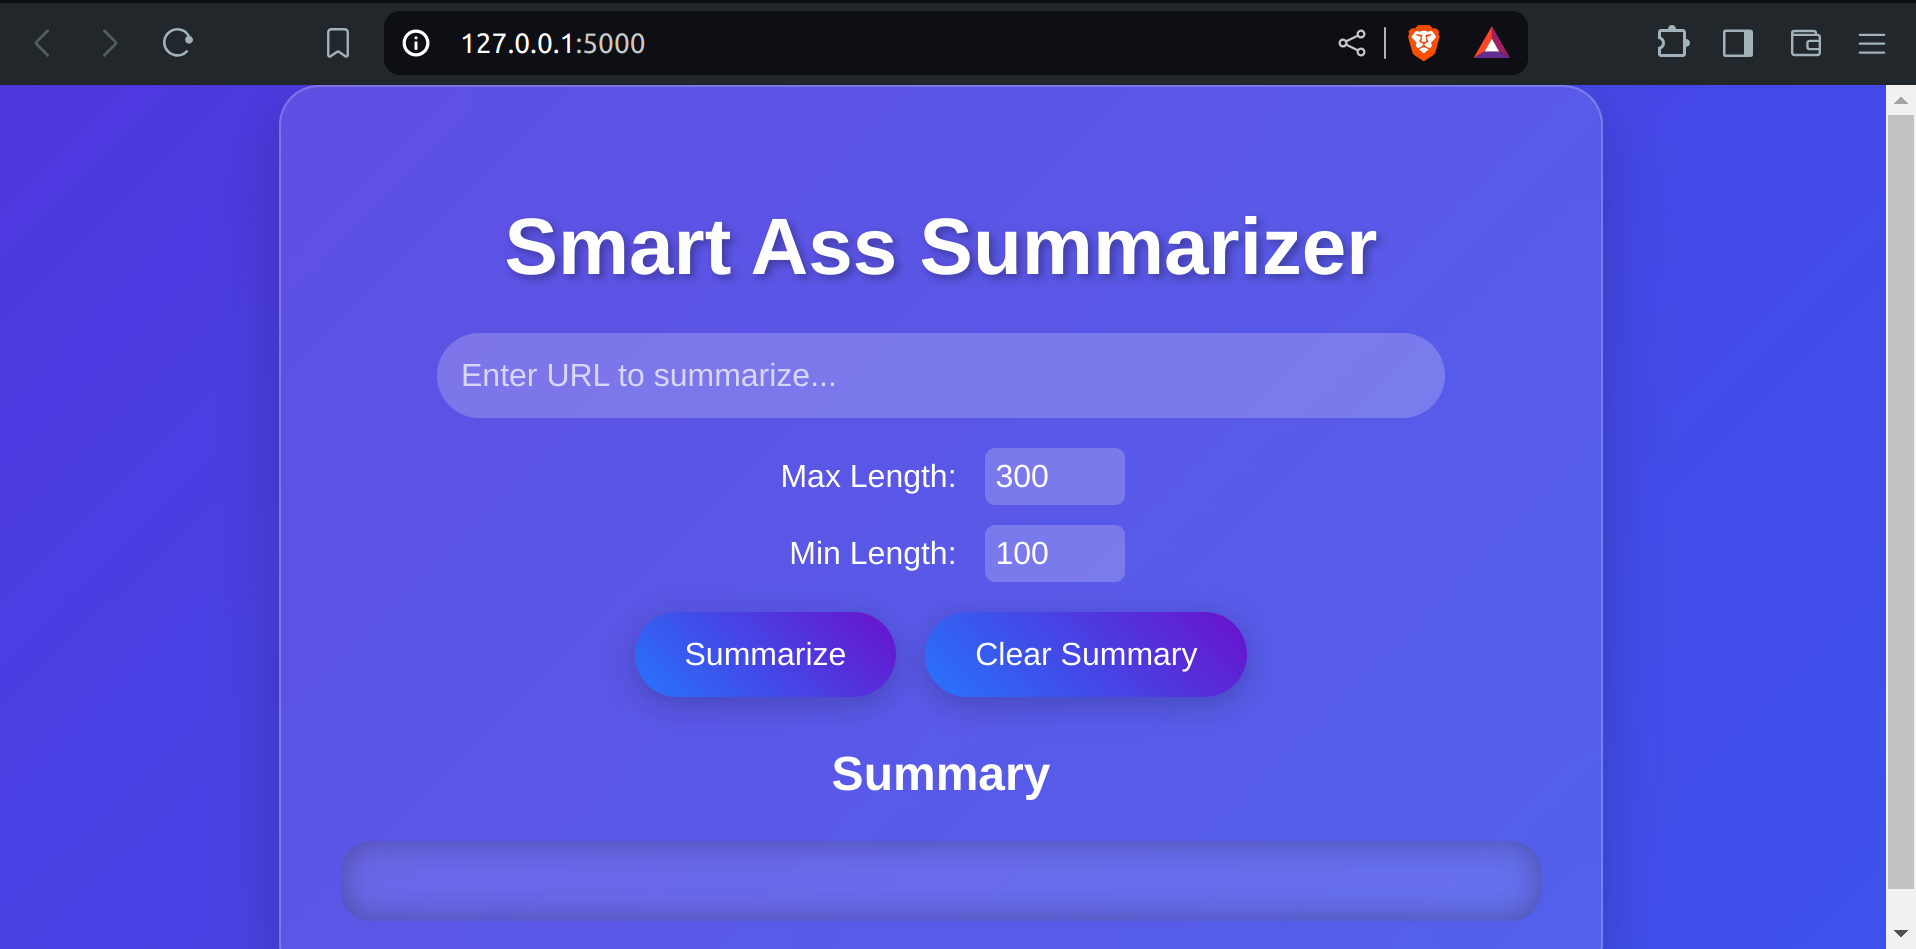 127.0.0.1:5000
Smart Ass Summarizer
Enter URL to summarize...
Max Length: 300
Min Length: 100
Summarize Clear Summary
Summary